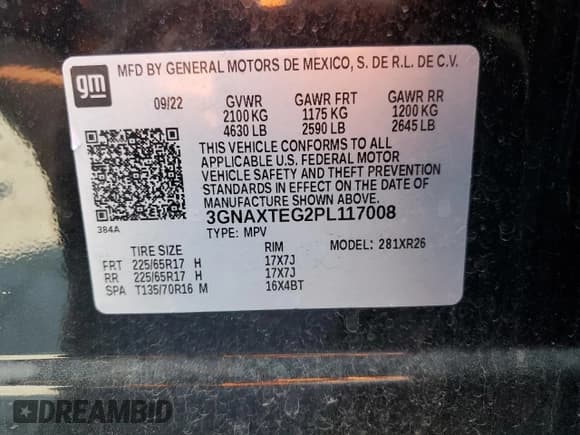 gm
MFD BY GENERAL MOTORS DE MEXICO, S. DE R.L. DE C.V.
09/22 GVWR GAWR FRT GAWR RR
2100 KG 1175 KG 1200 KG
4630 LB 2590 LB 2645 LB
THIS VEHICLE CONFORMS TO ALL
APPLICABLE U.S. FEDERAL MOTOR
VEHICLE SAFETY AND THEFT PREVENTION
STANDARDS IN EFFECT ON THE DATE OF
MANUFACTURE SHOWN ABOVE.
384A 3GNAXTEG2PL117008
TYPE: MPV MODEL: 281XR26
TIRE SIZE RIM
FRT 225/65R17 H 17X7J
RR 225/65R17 H 17X7J
SPA T135/70R16 M 16X4BT
DREAMBID